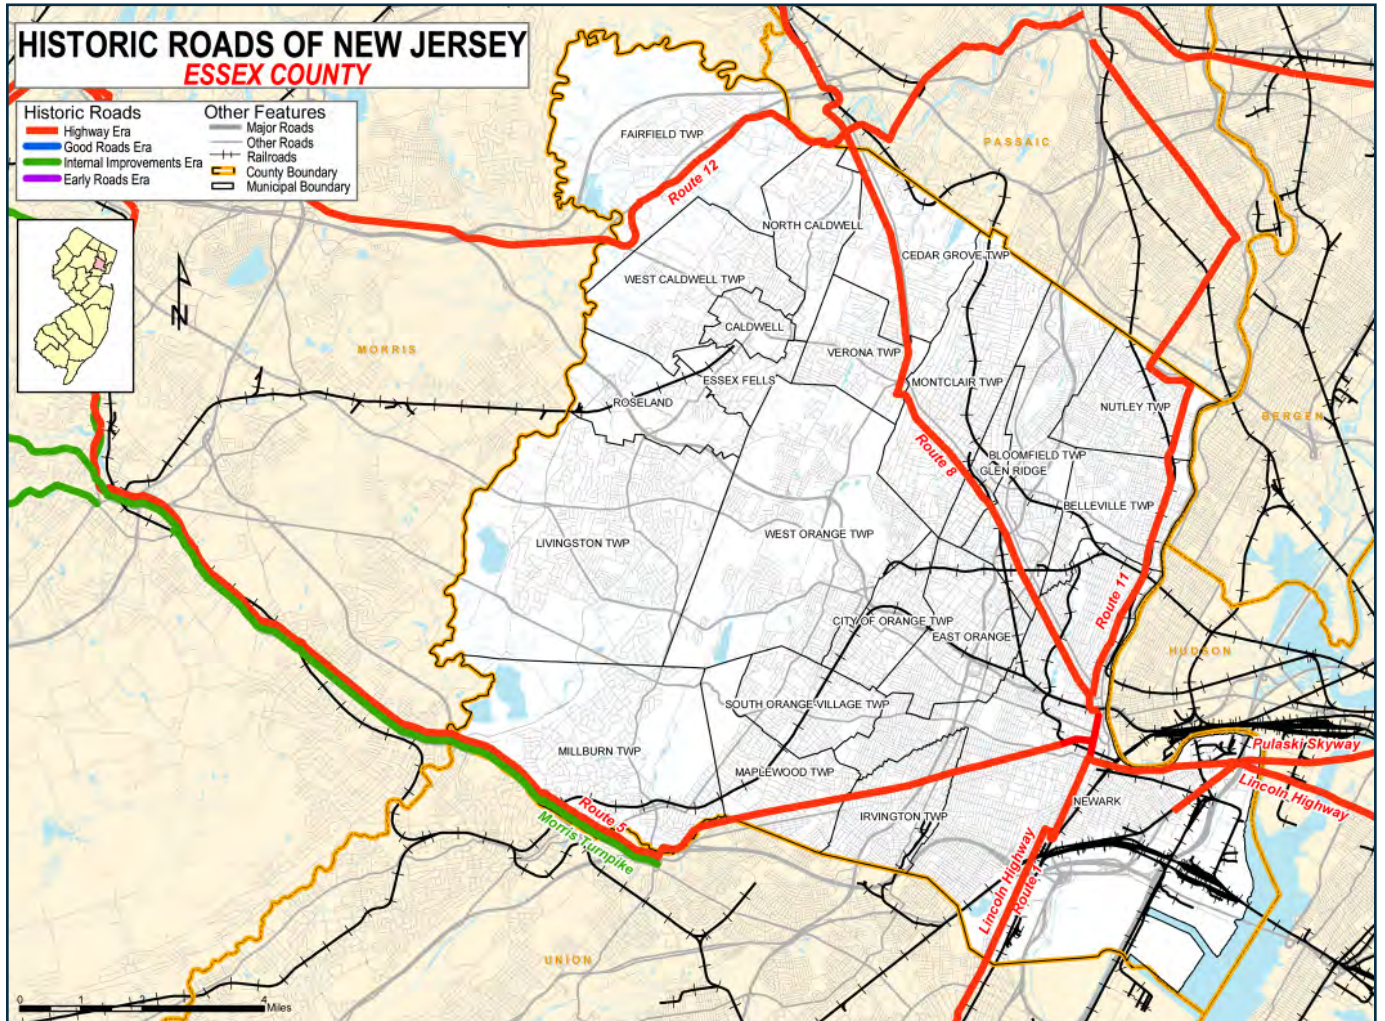 HISTORIC ROADS OF NEW JERSEY
ESSEX COUNTY
Historic Roads
Highway Era
Good Roads Era
Internal Improvements Era
Early Roads Era
Other Features
Major Roads
Other Roads
Railroads
County Boundary
Municipal Boundary
N
FAIRFIELD TWP
PASSAIC
Route 12
NORTH CALDWELL
CEDAR GROVE TWP
WEST CALDWELL TWP
CALDWELL
MORRIS
VERONA TWP
ESSEX FELLS
MONTCLAIR TWP
ROSELAND
NUTLEY TWP
BERGEN
Route 8
BLOOMFIELD TWP
GLEN RIDGE
BELLEVILLE TWP
WEST ORANGE TWP
LIVINGSTON TWP
Route 11
CITY OF ORANGE TWP
EAST ORANGE
HUDSON
SOUTH ORANGE VILLAGE TWP
MILLBURN TWP
Pulaski Skyway
MAPLEWOOD TWP
Lincoln Highway
NEWARK
Route 5
IRVINGTON TWP
Morris Turnpike
Lincoln Highway
Route 1
UNION
0 1 2 4
Miles